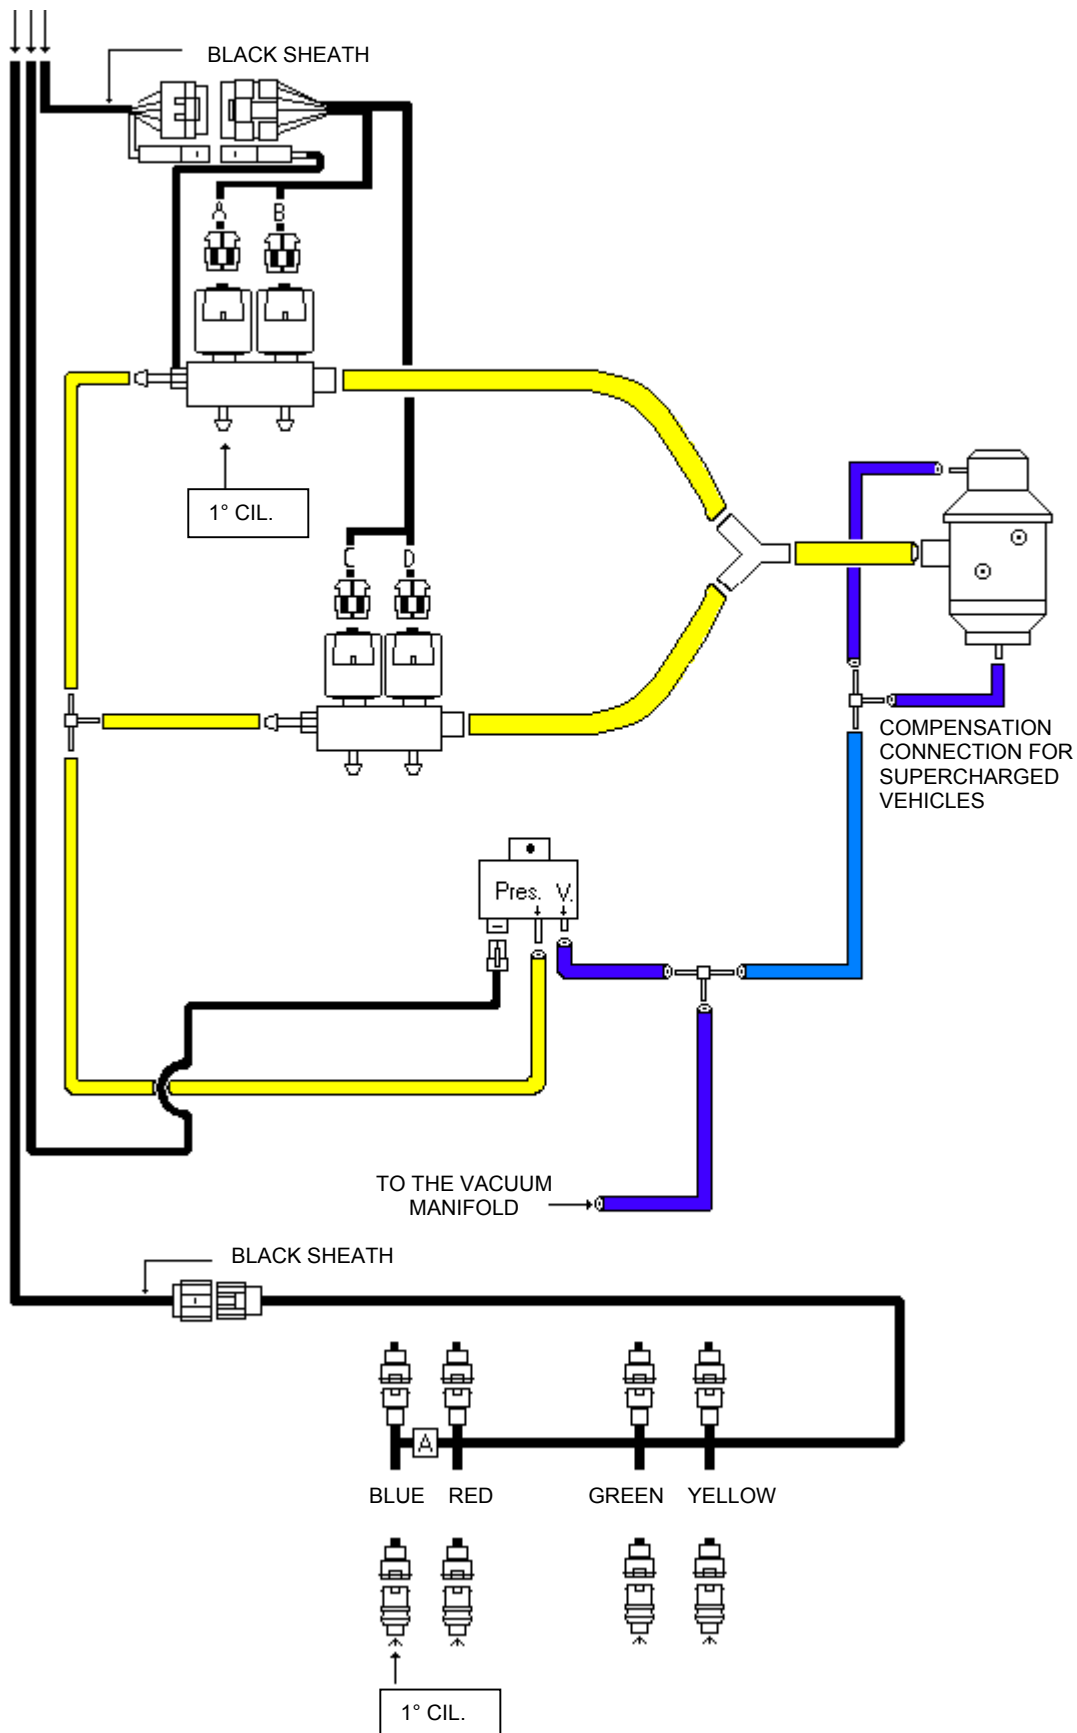 BLACK SHEATH
A B
1° CIL.
C D
COMPENSATION
CONNECTION FOR
SUPERCHARGED
VEHICLES
Pres. V.
TO THE VACUUM
MANIFOLD
BLACK SHEATH
A
BLUE RED GREEN YELLOW
1° CIL.